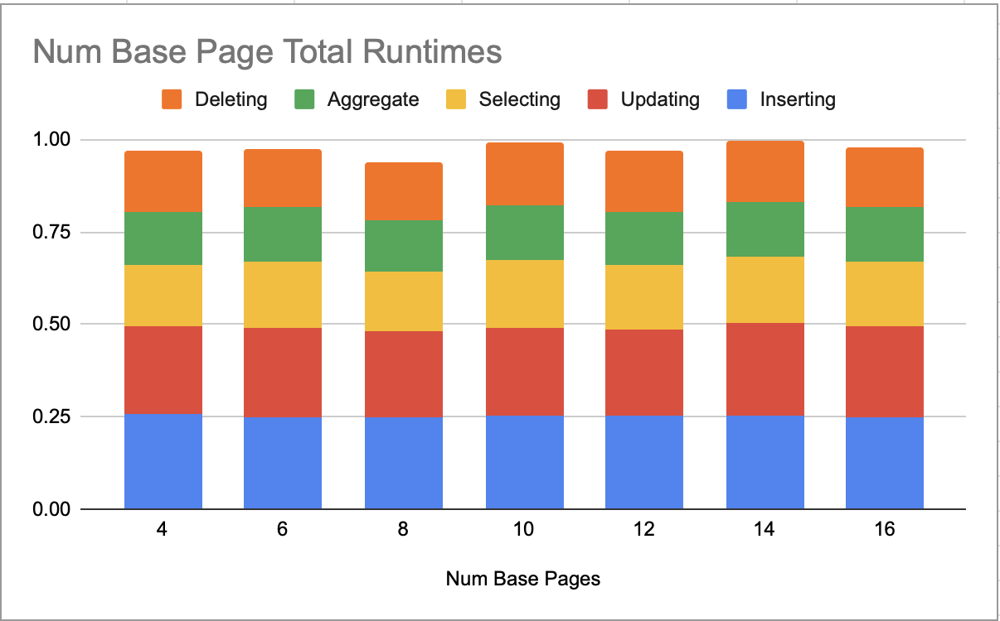 Num Base Page Total Runtimes
Deleting Aggregate Selecting Updating Inserting
1.00
0.75
0.50
0.25
0.00
4 6 8 10 12 14 16
Num Base Pages